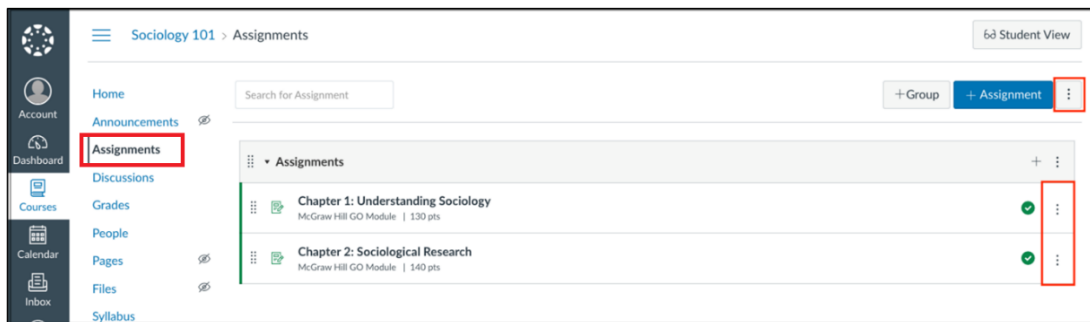 Sociology 101 > Assignments
Student View
Account
Dashboard
Courses
Calendar
Inbox
Home
Announcements
Assignments
Discussions
Grades
People
Pages
Files
Syllabus
Search for Assignment
+Group
+ Assignment
Assignments
Chapter 1: Understanding Sociology
McGraw Hill GO Module | 130 pts
Chapter 2: Sociological Research
McGraw Hill GO Module | 140 pts